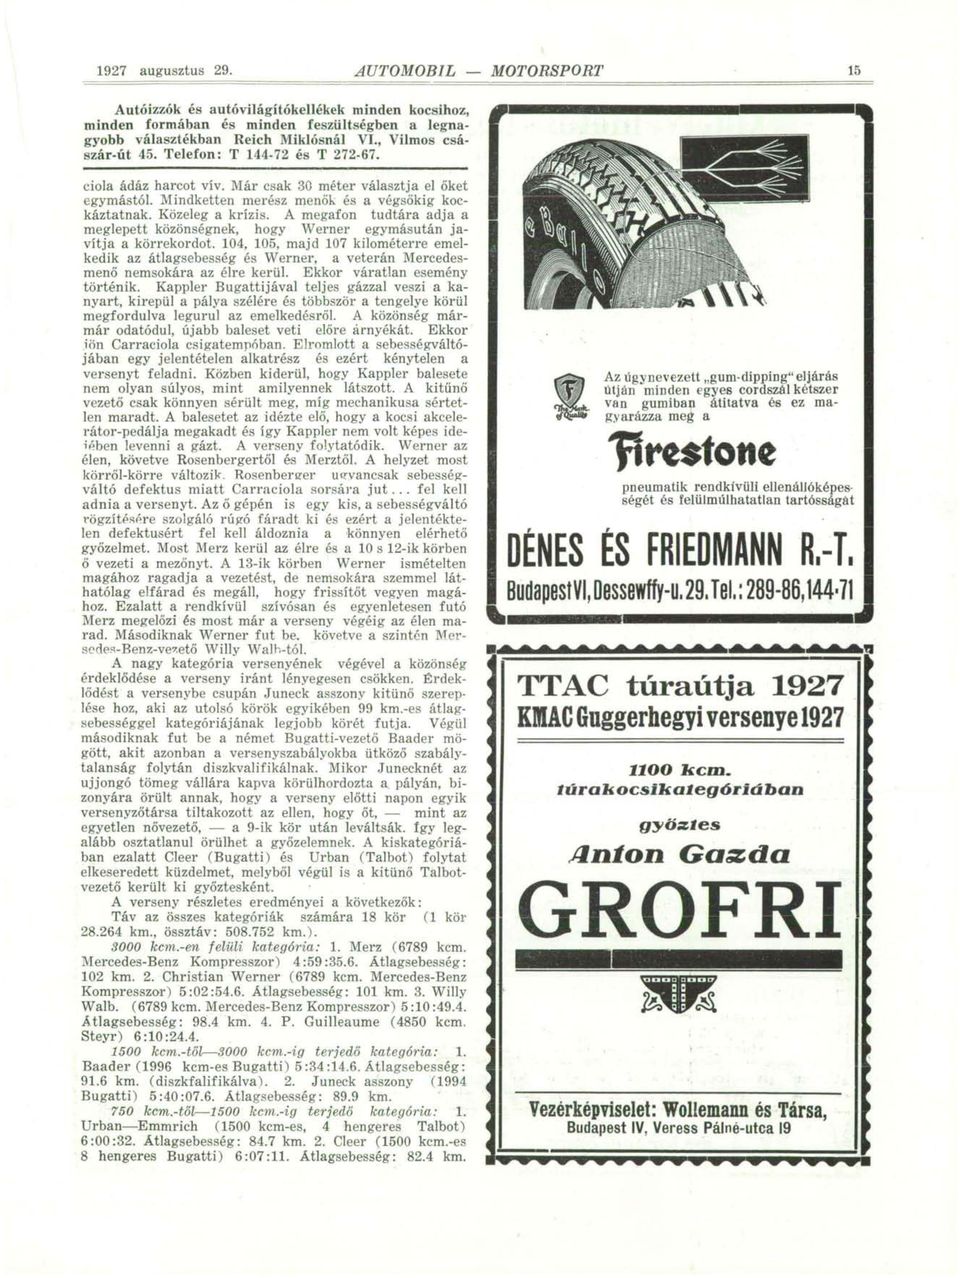 1927 augusztus 29. AUTOMOBIL — MOTORSPORT 15
Autóizzók és autóvilágítókellékek minden kocsihoz,
minden formában és minden feszültségben a legna-
gyobb választékban Reich Miklósnál VI., Vilmos csá-
szár-út 45. Telefon: T 144-72 és T 272-67.
ciola ádáz harcot vív. Már csak 30 méter választja el őket
egymástól. Mindketten merész menők és a végsőkig koc-
káztatnak. Közeleg a krízis. A megafon tudtára adja a
meglepett közönségnek, hogy Werner egymásután ja-
vítja a körrekordot. 104, 105, majd 107 kilométerre emel-
kedik az átlagsebesség és Werner, a veterán Mercedes-
menő nemsokára az élre kerül. Ekkor váratlan esemény
történik. Kappler Bugattijával teljes gázzal veszi a ka-
nyart, kirepül a pálya szélére és többször a tengelye körül
megfordulva legurul az emelkedésről. A közönség már-
már odatódul, újabb baleset veti előre árnyékát. Ekkor
jön Carraciola csigatempóban. Elromlott a sebességváltó-
jában egy jelentételen alkatrész és ezért kénytelen a
versenyt feladni. Közben kiderül, hogy Kappler balesete
nem olyan súlyos, mint amilyennek látszott. A kitűnő
vezető csak könnyen sérült meg, míg mechanikusa sértet-
len maradt. A balesetet az idézte elő, hogy a kocsi akcele-
rátor-pedálja megakadt és így Kappler nem volt képes ide-
jében levenni a gázt. A verseny folytatódik. Werner az
élen, követve Rosenbergertől és Merztől. A helyzet most
körről-körre változik. Rosenberger ugyancsak sebesség-
váltó defektus miatt Carraciola sorsára jut... fel kell
adnia a versenyt. Az ő gépén is egy kis, a sebességváltó
rögzítésére szolgáló rúgó fáradt ki és ezért a jelentékte-
len defektusért fel kell áldoznia a könnyen elérhető
győzelmet. Most Merz kerül az élre és a 10 s 12-ik körben
ő vezeti a mezőnyt. A 13-ik körben Werner ismételten
magához ragadja a vezetést, de nemsokára szemmel lát-
hatólag elfárad és megáll, hogy frissítőt vegyen magá-
hoz. Ezalatt a rendkívül szívósan és egyenletesen futó
Merz megelőzi és most már a verseny végéig az élen ma-
rad. Másodiknak Werner fut be, követve a szintén Mer-
sedes-Benz-vezető Willy Walb-tól.
A nagy kategória versenyének végével a közönség
érdeklődése a verseny iránt lényegesen csökken. Érdek-
lődést a versenybe csupán Juneck asszony kitünő szerep-
lése hoz, aki az utolsó körök egyikében 99 km.-es átlag-
sebességgel kategóriájának legjobb körét futja. Végül
másodiknak fut be a német Bugatti-vezető Baader mö-
gött, akit azonban a versenyszabályokba ütköző szabály-
talanság folytán diszkvalifikálnak. Mikor Junecknét az
ujjongó tömeg vállára kapva körülhordozta a pályán, bi-
zonyára örült annak, hogy a verseny előtti napon egyik
versenyzőtársa tiltakozott az ellen, hogy őt, — mint az
egyetlen nővezető, — a 9-ik kör után leváltsák. Így leg-
alább osztatlanul örülhet a győzelemnek. A kiskategóriá-
ban ezalatt Cleer (Bugatti) és Urban (Talbot) folytat
elkeseredett küzdelmet, melyből végül is a kitünő Talbot-
vezető került ki győztesként.
A verseny részletes eredményei a következők:
Táv az összes kategóriák számára 18 kör (1 kör
28.264 km., össztáv: 508.752 km.).
3000 kcm.-en felüli kategória: 1. Merz (6789 kcm.
Mercedes-Benz Kompresszor) 4:59:35.6. Átlagsebesség:
102 km. 2. Christian Werner (6789 kcm. Mercedes-Benz
Kompresszor) 5:02:54.6. Átlagsebesség: 101 km. 3. Willy
Walb. (6789 kcm. Mercedes-Benz Kompresszor) 5:10:49.4.
Átlagsebesség: 98.4 km. 4. P. Guilleaume (4850 kcm.
Steyr) 6:10:24.4.
1500 kcm.-től—3000 kcm.-ig terjedő kategória: 1.
Baader (1996 kcm-es Bugatti) 5:34:14.6. Átlagsebesség:
91.6 km. (diszkfalifikálva). 2. Juneck asszony (1994
Bugatti) 5:40:07.6. Átlagsebesség: 89.9 km.
750 kcm.-től—1500 kcm.-ig terjedő kategória: 1.
Urban—Emmrich (1500 kcm-es, 4 hengeres Talbot)
6:00:32. Átlagsebesség: 84.7 km. 2. Cleer (1500 kcm.-es
8 hengeres Bugatti) 6:07:11. Átlagsebesség: 82.4 km.
Az úgynevezett „gum-dipping“ eljárás
útján minden egyes cordszál kétszer
van gumiban átitatva és ez ma-
gyarázza meg a
Firestone
pneumatik rendkívüli ellenállóképes-
ségét és felülmúlhatatlan tartósságát
DÉNES ÉS FRIEDMANN R.-T.
Budapest VI, Dessewffy-u. 29. Tel.: 289-86, 144-71
TTAC túraútja 1927
KMAC Guggerhegyi versenye 1927
1100 kcm.
túrakocsikategóriában
győztes
Anton Gazda
GROFRI
Vezérképviselet: Wollemann és Társa,
Budapest IV, Veress Pálné-utca 19